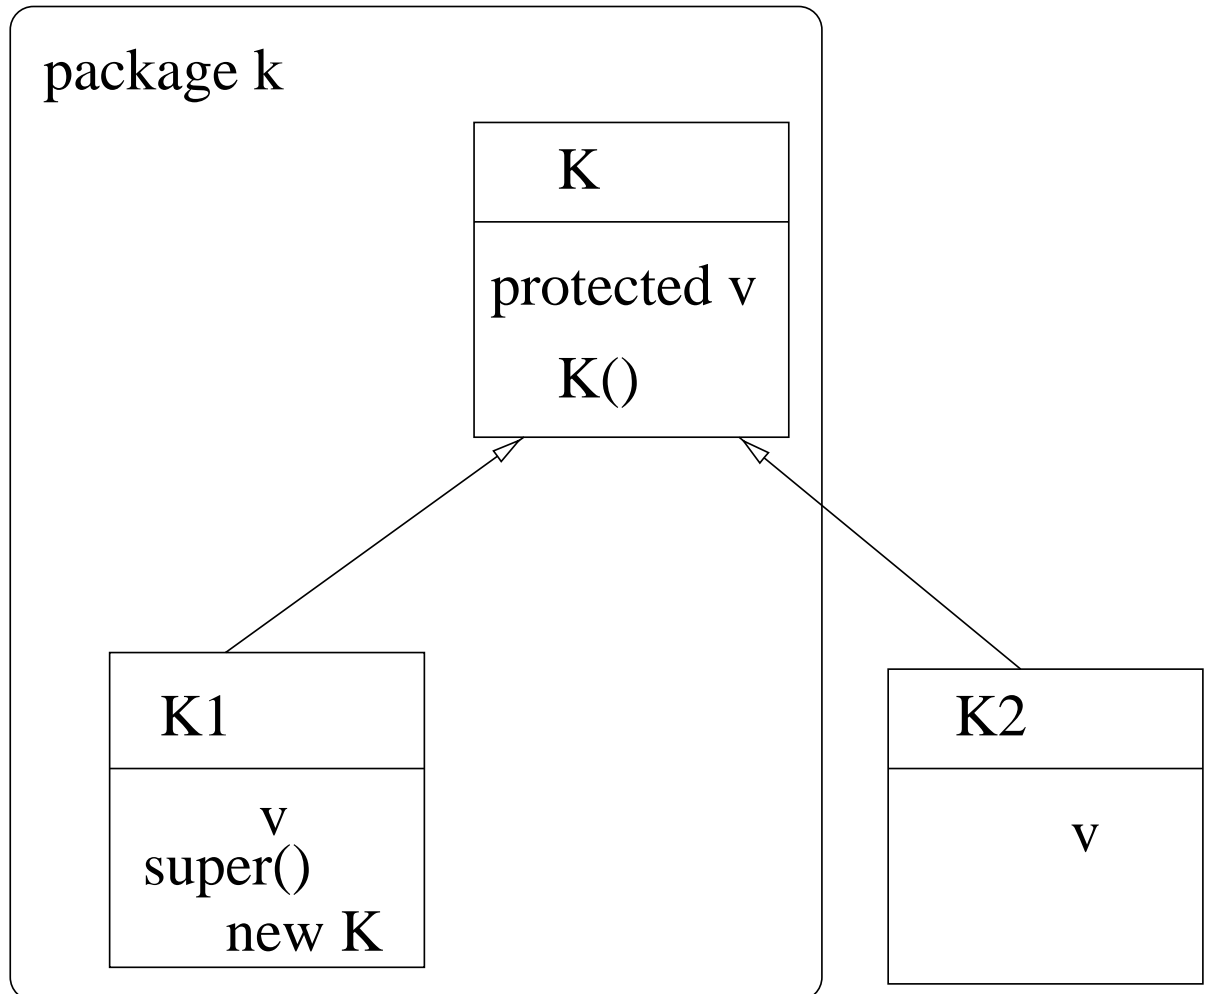 package k
K
protected v
K()
K1
v
super()
new K
K2
v